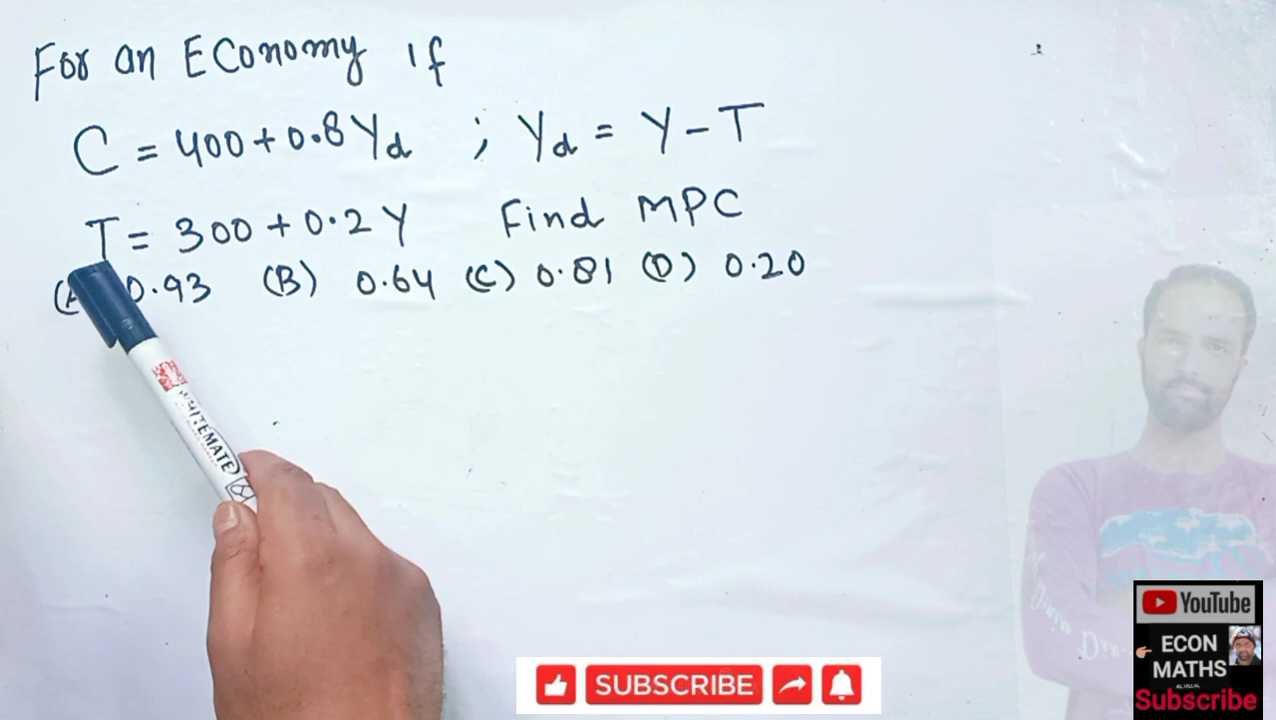 For an Economy if
C = 400 + 0.8 Yd ; Yd = Y - T
T = 300 + 0.2 Y Find MPC
(A) 0.93 (B) 0.64 (C) 0.81 (D) 0.20
WHITEMATE
YouTube
ECON
MATHS
Subscribe
SUBSCRIBE